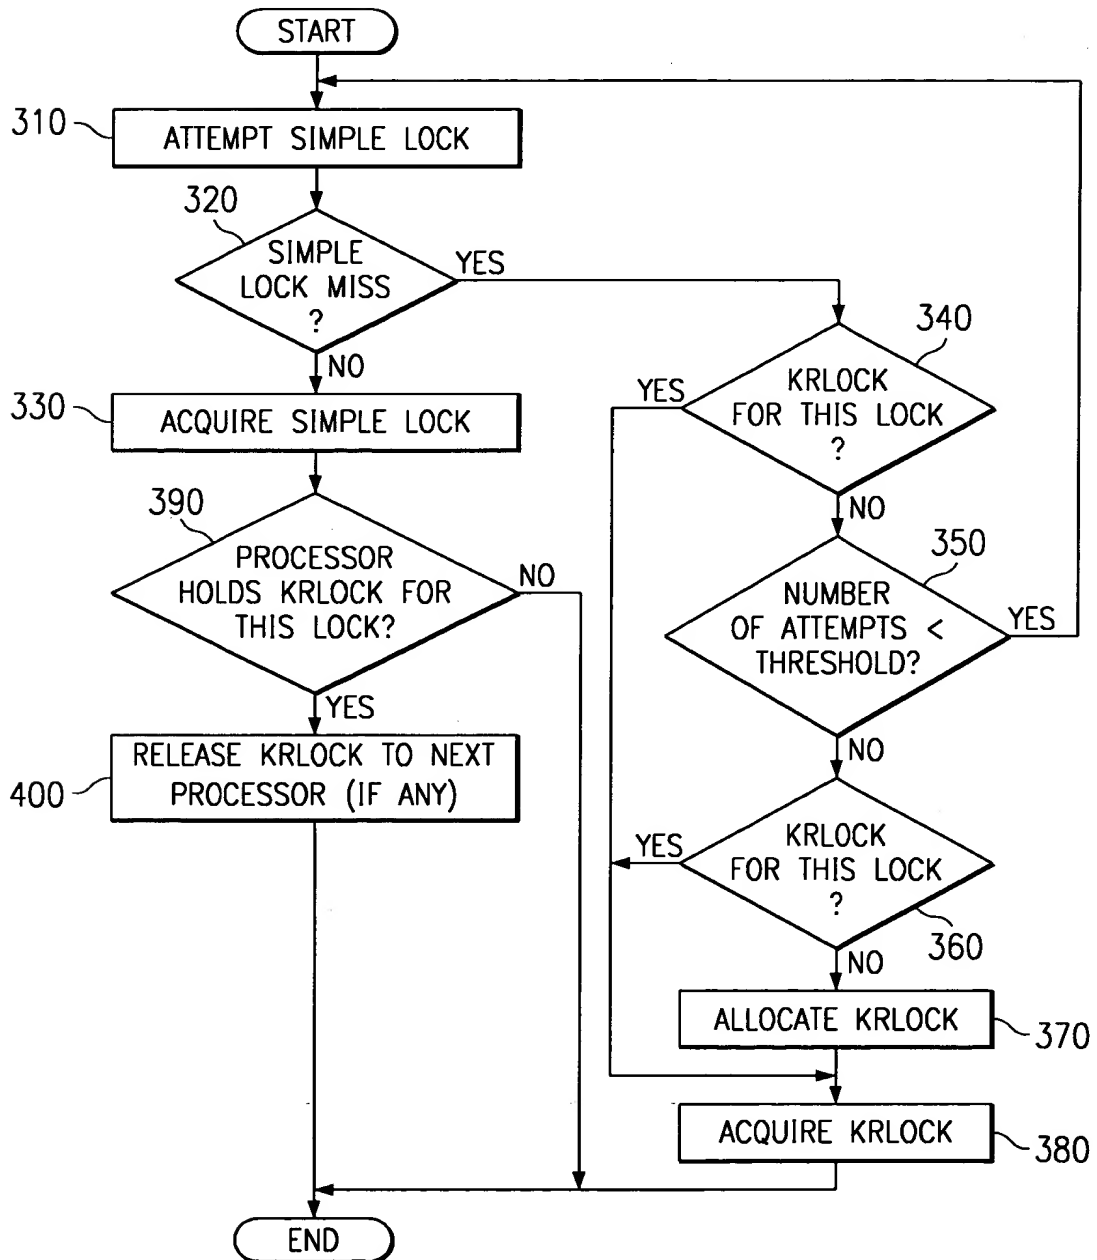 START
310
ATTEMPT SIMPLE LOCK
320
SIMPLE
LOCK MISS
?
YES
NO
330
ACQUIRE SIMPLE LOCK
390
PROCESSOR
HOLDS KRLOCK FOR
THIS LOCK?
NO
YES
400
RELEASE KRLOCK TO NEXT
PROCESSOR (IF ANY)
340
KRLOCK
FOR THIS LOCK
?
YES
NO
350
NUMBER
OF ATTEMPTS <
THRESHOLD?
YES
NO
KRLOCK
FOR THIS LOCK
?
YES
360
NO
ALLOCATE KRLOCK
370
ACQUIRE KRLOCK
380
END